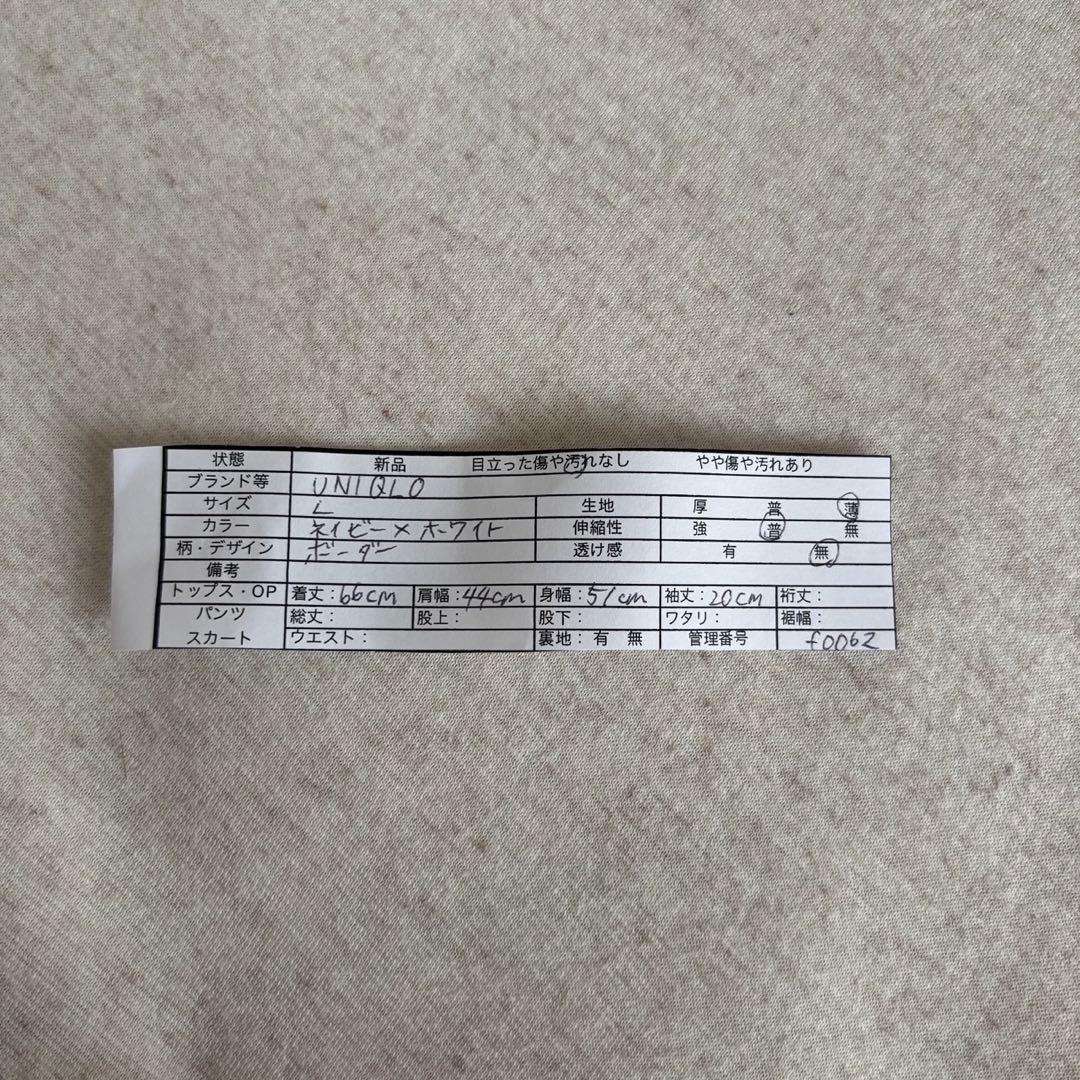 状態 新品 目立った傷や汚れなし やや傷や汚れあり
ブランド等 UNIQLO
サイズ L 生地 厚 普 薄
カラー ネイビー×ホワイト 伸縮性 強 普 無
柄・デザイン ボーダー 透け感 有 無
備考
トップス・OP 着丈:66cm 肩幅:44cm 身幅:51cm 袖丈:20cm 裄丈:
パンツ 総丈: 股上: 股下: ワタリ: 裾幅:
スカート ウエスト: 裏地:有 無 管理番号 f0062